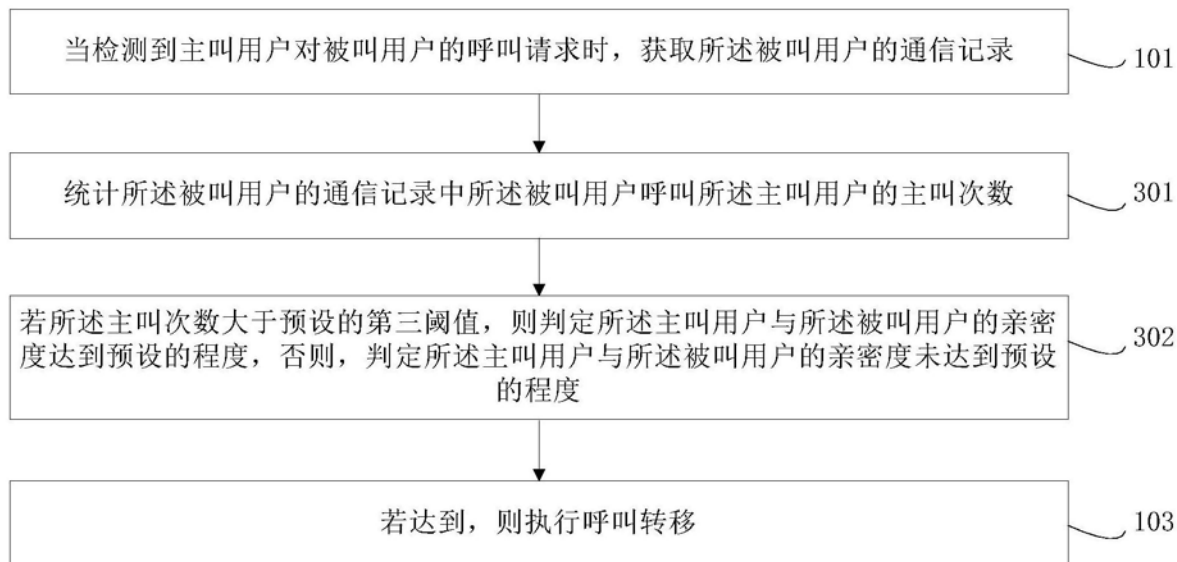 当检测到主叫用户对被叫用户的呼叫请求时，获取所述被叫用户的通信记录
101
统计所述被叫用户的通信记录中所述被叫用户呼叫所述主叫用户的主叫次数
301
若所述主叫次数大于预设的第三阈值，则判定所述主叫用户与所述被叫用户的亲密
度达到预设的程度，否则，判定所述主叫用户与所述被叫用户的亲密度未达到预设
的程度
302
若达到，则执行呼叫转移
103